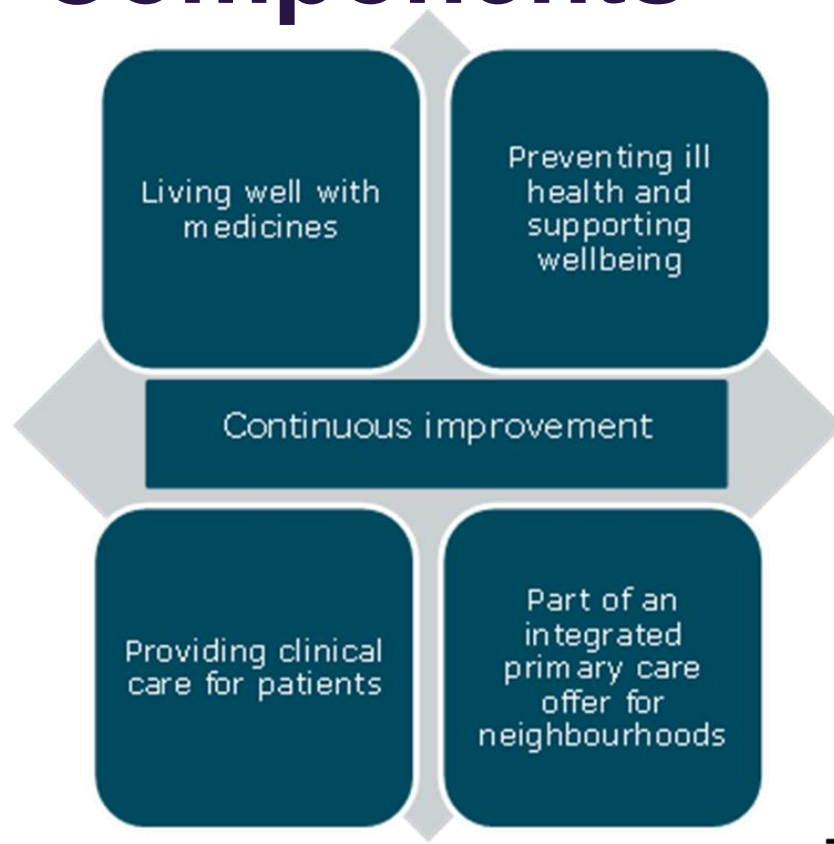 Components
Living well with
medicines
Preventing ill
health and
supporting
wellbeing
Continuous improvement
Providing clinical
care for patients
Part of an
integrated
primary care
offer for
neighbourhoods